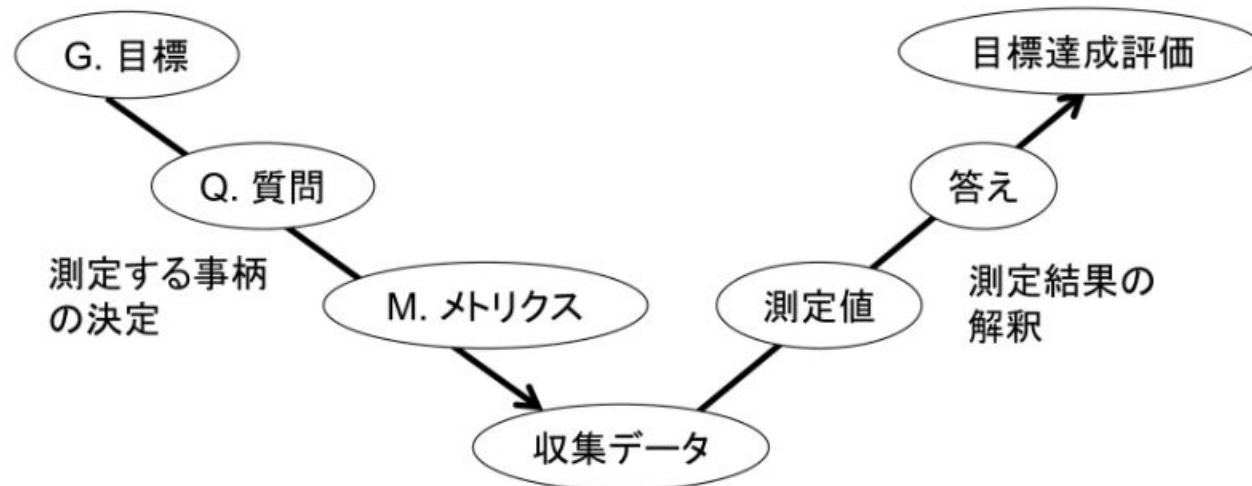 G. 目標
目標達成評価
Q. 質問
答え
測定する事柄
の決定
M. メトリクス
測定値
測定結果の
解釈
収集データ